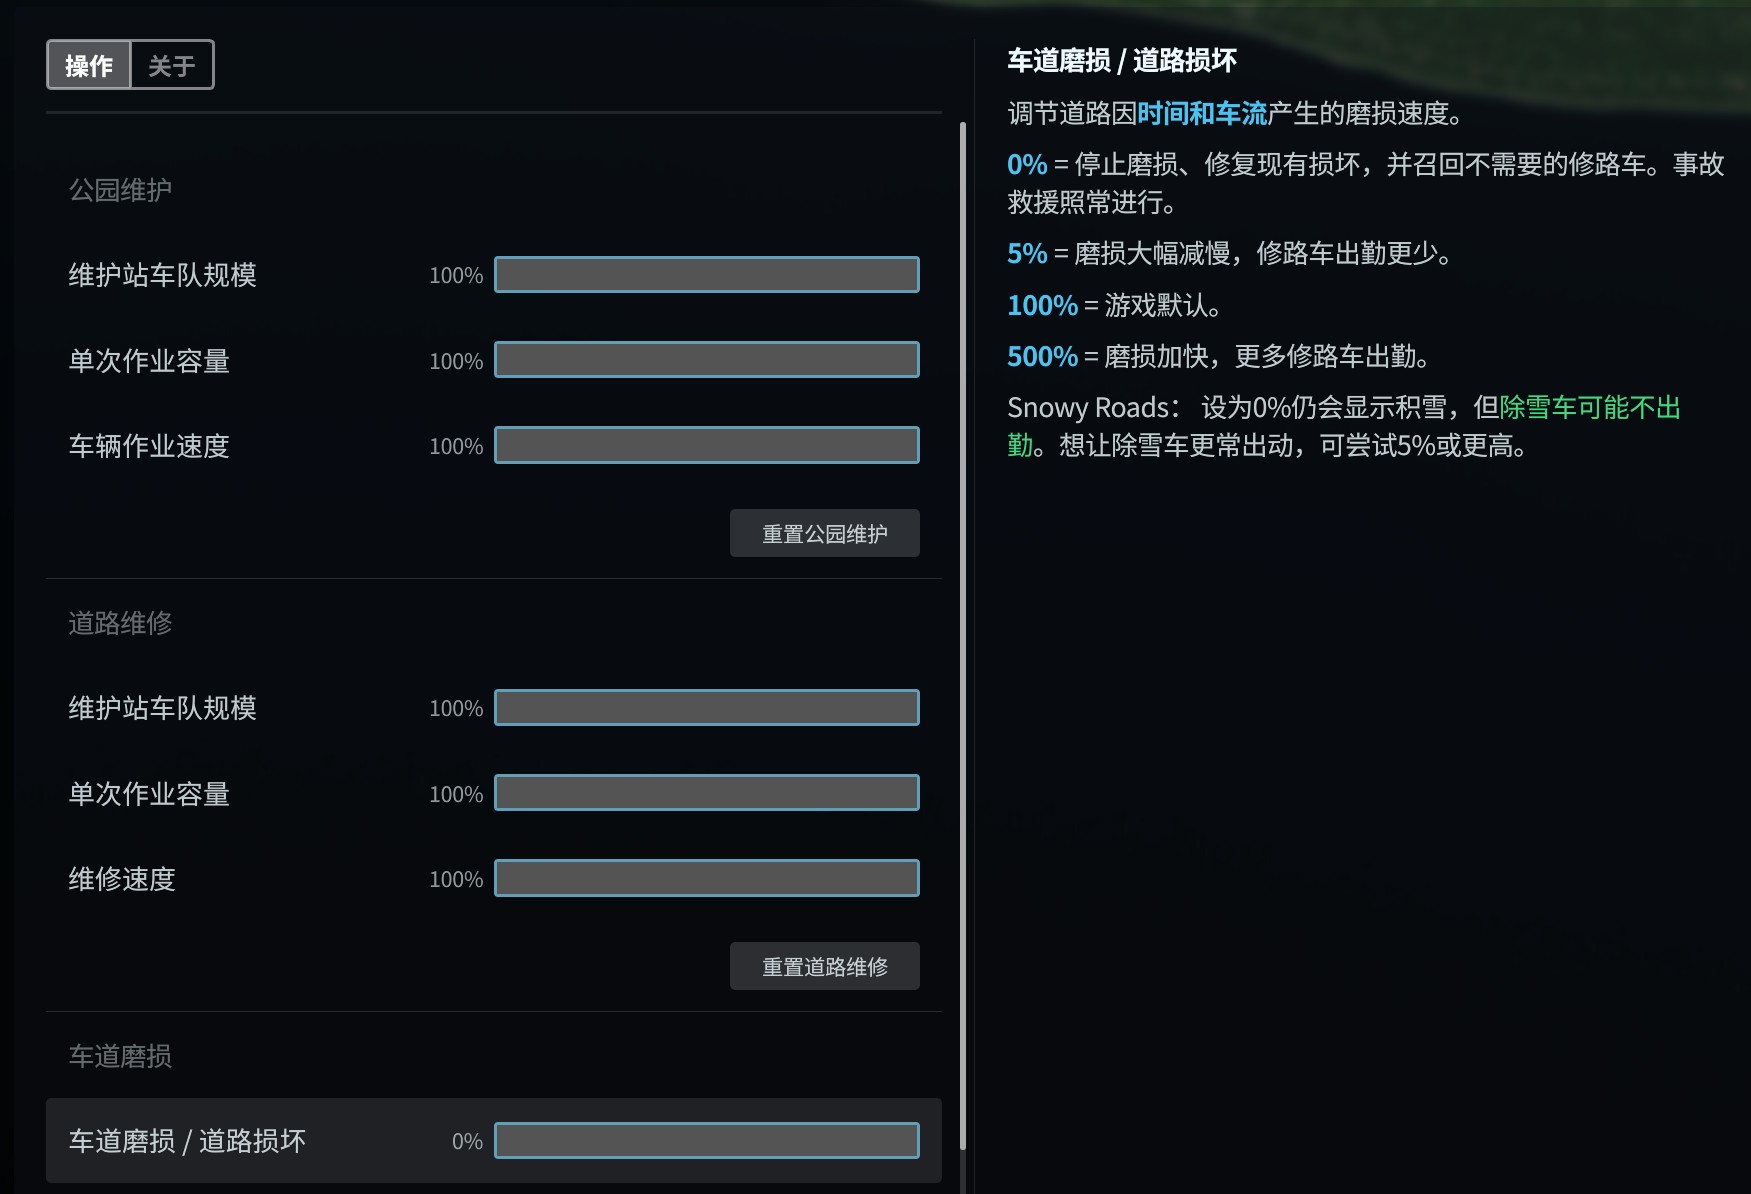 操作 关于
公园维护
维护站车队规模 100%
单次作业容量 100%
车辆作业速度 100%
重置公园维护
道路维修
维护站车队规模 100%
单次作业容量 100%
维修速度 100%
重置道路维修
车道磨损
车道磨损 / 道路损坏 0%
车道磨损 / 道路损坏
调节道路因时间和车流产生的磨损速度。
0% = 停止磨损、修复现有损坏，并召回不需要的修路车。事故
救援照常进行。
5% = 磨损大幅减慢，修路车出勤更少。
100% = 游戏默认。
500% = 磨损加快，更多修路车出勤。
Snowy Roads： 设为0%仍会显示积雪，但除雪车可能不出
勤。想让除雪车更常出动，可尝试5%或更高。